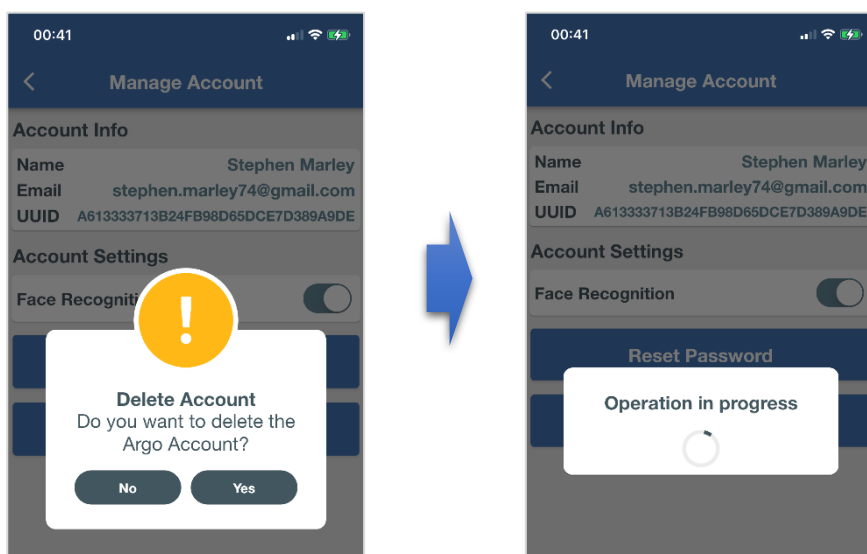 00:41
Manage Account
Account Info
Name Stephen Marley
Email stephen.marley74@gmail.com
UUID A613333713B24FB98D65DCE7D389A9DE
Account Settings
Face Recogniti
!
Delete Account
Do you want to delete the
Argo Account?
No Yes
00:41
Manage Account
Account Info
Name Stephen Marley
Email stephen.marley74@gmail.com
UUID A613333713B24FB98D65DCE7D389A9DE
Account Settings
Face Recognition
Reset Password
Operation in progress